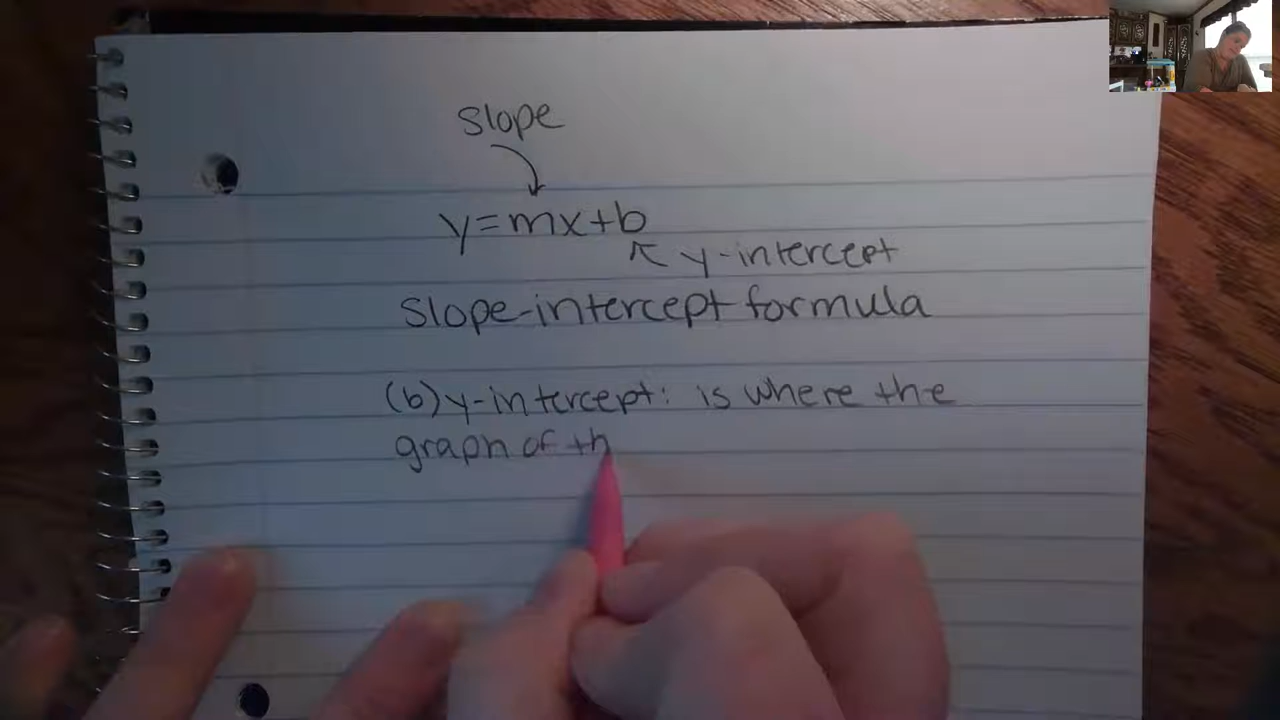 slope
y=mx+b
y-intercept
Slope-intercept formula
(b) y-intercept: is where the
graph of th